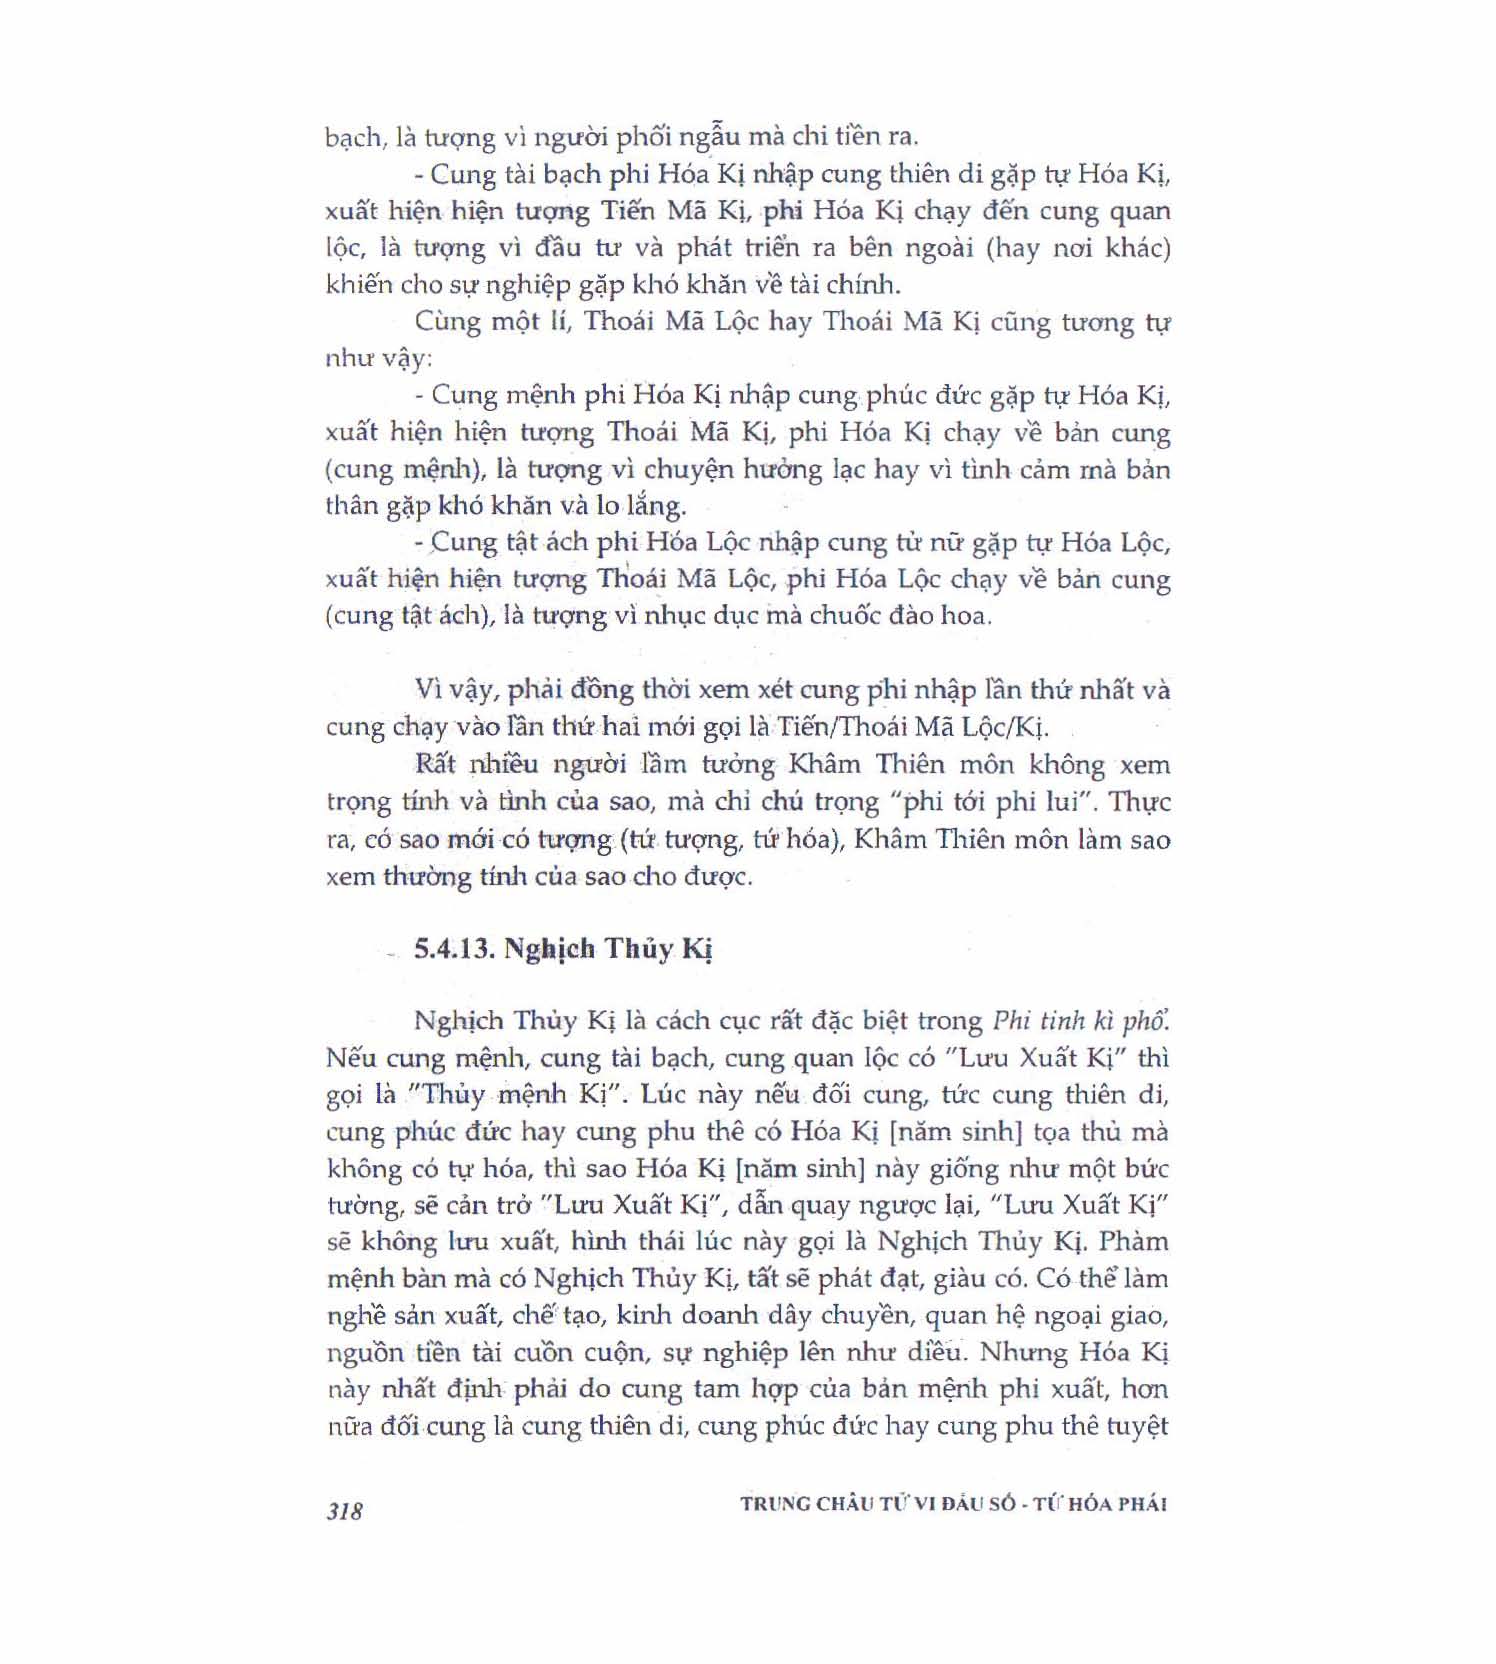 bạch, là tượng vì người phối ngẫu mà chi tiền ra.
- Cung tài bạch phi Hóa Kị nhập cung thiên di gặp tự Hóa Kị,
xuất hiện hiện tượng Tiến Mã Kị, phi Hóa Kị chạy đến cung quan
lộc, là tượng vì đầu tư và phát triển ra bên ngoài (hay nơi khác)
khiến cho sự nghiệp gặp khó khăn về tài chính.
Cùng một lí, Thoái Mã Lộc hay Thoái Mã Kị cũng tương tự
như vậy:
- Cung mệnh phi Hóa Kị nhập cung phúc đức gặp tự Hóa Kị,
xuất hiện hiện tượng Thoái Mã Kị, phi Hóa Kị chạy về bản cung
(cung mệnh), là tượng vì chuyện hưởng lạc hay vì tình cảm mà bản
thân gặp khó khăn và lo lắng.
- Cung tật ách phi Hóa Lộc nhập cung tử nữ gặp tự Hóa Lộc,
xuất hiện hiện tượng Thoái Mã Lộc, phi Hóa Lộc chạy về bản cung
(cung tật ách), là tượng vì nhục dục mà chuốc đào hoa.
Vì vậy, phải đồng thời xem xét cung phi nhập lần thứ nhất và
cung chạy vào lần thứ hai mới gọi là Tiến/Thoái Mã Lộc/Kị.
Rất nhiều người lầm tưởng Khâm Thiên môn không xem
trọng tính và tình của sao, mà chỉ chú trọng "phi tới phi lui". Thực
ra, có sao mới có tượng (tứ tượng, tứ hóa), Khâm Thiên môn làm sao
xem thường tính của sao cho được.
5.4.13. Nghịch Thủy Kị
Nghịch Thủy Kị là cách cục rất đặc biệt trong Phi tinh kì phổ.
Nếu cung mệnh, cung tài bạch, cung quan lộc có "Lưu Xuất Kị" thì
gọi là "Thủy mệnh Kị". Lúc này nếu đối cung, tức cung thiên di,
cung phúc đức hay cung phu thê có Hóa Kị [năm sinh] tọa thủ mà
không có tự hóa, thì sao Hóa Kị [năm sinh] này giống như một bức
tường, sẽ cản trở "Lưu Xuất Kị", dẫn quay ngược lại, "Lưu Xuất Kị"
sẽ không lưu xuất, hình thái lúc này gọi là Nghịch Thủy Kị. Phàm
mệnh bàn mà có Nghịch Thủy Kị, tất sẽ phát đạt, giàu có. Có thể làm
nghề sản xuất, chế tạo, kinh doanh dây chuyền, quan hệ ngoại giao,
nguồn tiền tài cuồn cuộn, sự nghiệp lên như diều. Nhưng Hóa Kị
này nhất định phải do cung tam hợp của bản mệnh phi xuất, hơn
nữa đối cung là cung thiên di, cung phúc đức hay cung phu thê tuyệt
318
TRUNG CHÂU TỬ VI ĐẨU SỐ - TỨ HÓA PHÁI